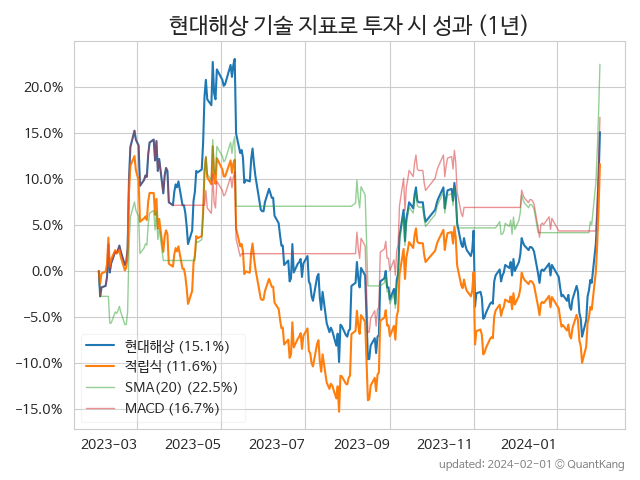 현대해상 기술 지표로 투자 시 성과 (1년)
20.0%
15.0%
10.0%
5.0%
0.0%
−5.0%
−10.0%
−15.0%
현대해상 (15.1%)
적립식 (11.6%)
SMA(20) (22.5%)
MACD (16.7%)
2023-03 2023-05 2023-07 2023-09 2023-11 2024-01
updated: 2024-02-01 © QuantKang